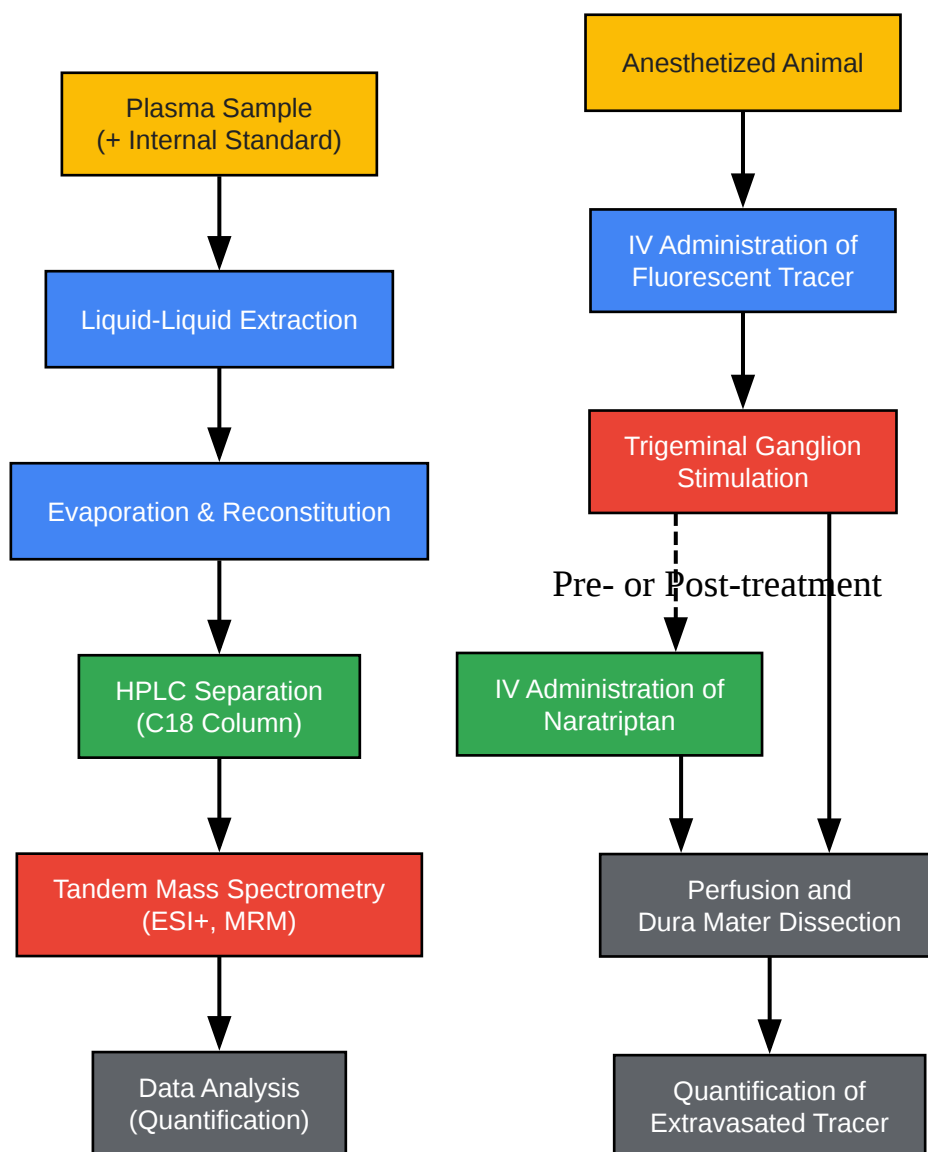 Plasma Sample
(+ Internal Standard)
Liquid-Liquid Extraction
Evaporation & Reconstitution
HPLC Separation
(C18 Column)
Tandem Mass Spectrometry
(ESI+, MRM)
Data Analysis
(Quantification)
Anesthetized Animal
IV Administration of
Fluorescent Tracer
Trigeminal Ganglion
Stimulation
Pre- or Post-treatment
IV Administration of
Naratriptan
Perfusion and
Dura Mater Dissection
Quantification of
Extravasated Tracer